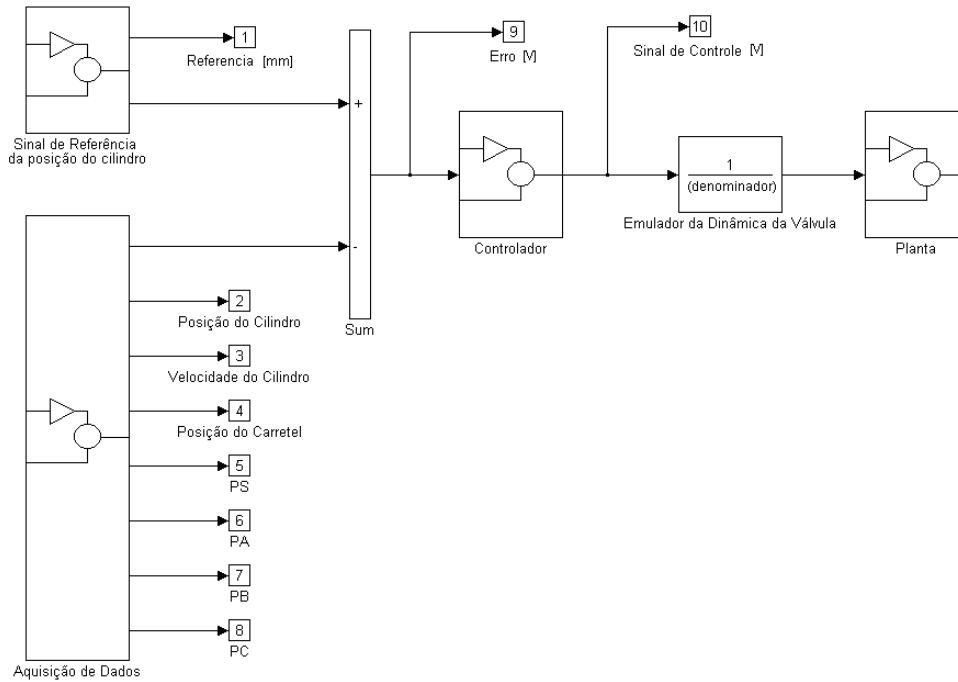 1
Referencia [mm]
Sinal de Referência
da posição do cilindro
+
-
Sum
9
Erro [V]
10
Sinal de Controle [V]
Controlador
1
(denominador)
Emulador da Dinâmica da Válvula
Planta
2
Posição do Cilindro
3
Velocidade do Cilindro
4
Posição do Carretel
5
PS
6
PA
7
PB
8
PC
Aquisição de Dados